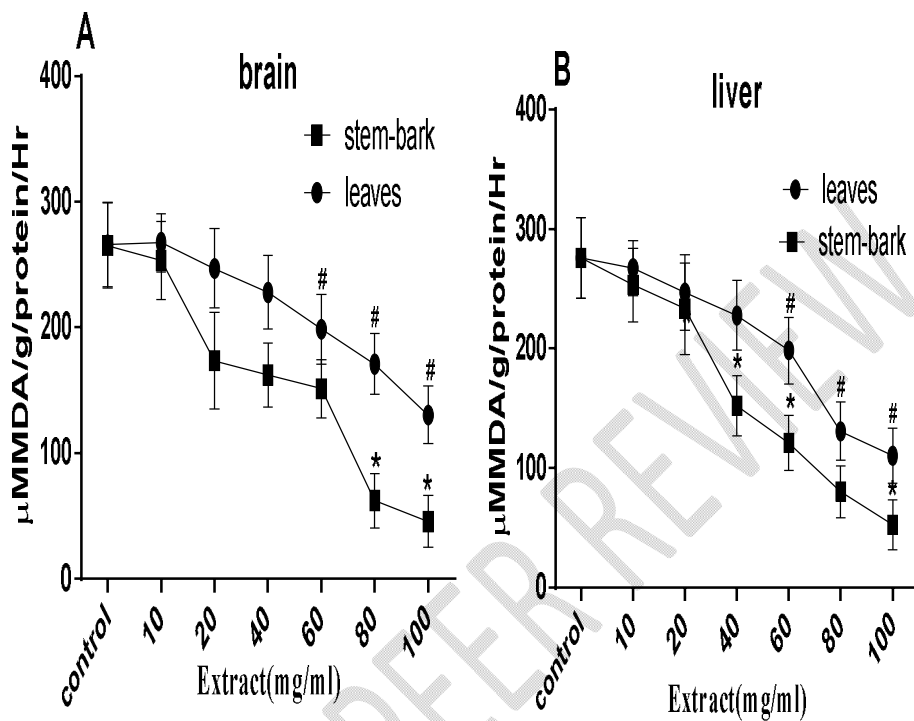 A
brain
400
300
200
100
0
μMMDA/g/protein/Hr
stem-bark
leaves
#
#
#
*
*
control
10
20
40
60
80
100
Extract(mg/ml)
B
liver
400
300
200
100
0
μMMDA/g/protein/Hr
leaves
stem-bark
#
#
#
*
*
*
*
control
10
20
40
60
80
100
Extract(mg/ml)
PEER REVIEW